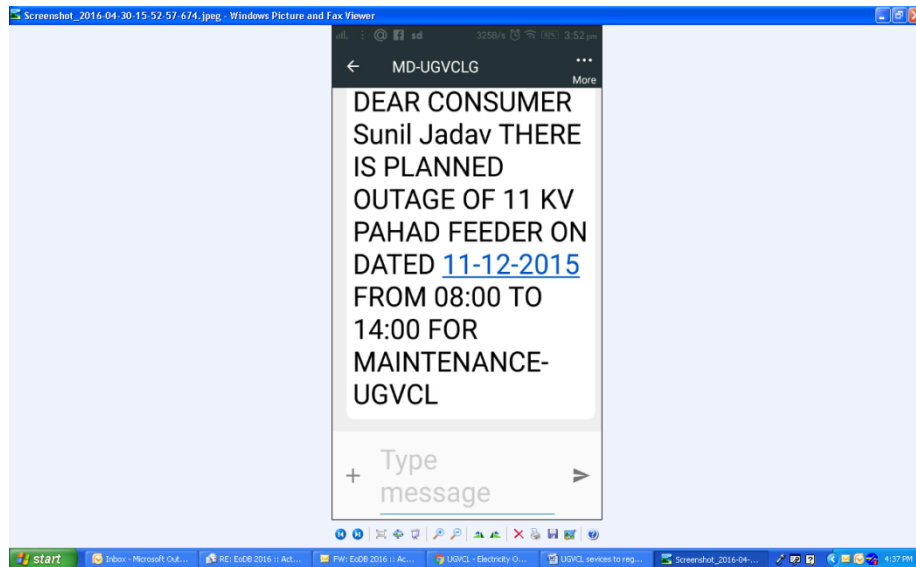 Screenshot_2016-04-30-15-52-57-674.jpeg - Windows Picture and Fax Viewer
sd 325B/s 3:52 pm
MD-UGVCLG
More
DEAR CONSUMER
Sunil Jadav THERE
IS PLANNED
OUTAGE OF 11 KV
PAHAD FEEDER ON
DATED 11-12-2015
FROM 08:00 TO
14:00 FOR
MAINTENANCE-
UGVCL
Type
message
start Inbox - Microsoft Out... RE: EoDB 2016 :: Act... FW: EoDB 2016 :: Ac... UGVCL - Electricity O... UGVCL sevices to reg... Screenshot_2016-04-... 4:37 PM